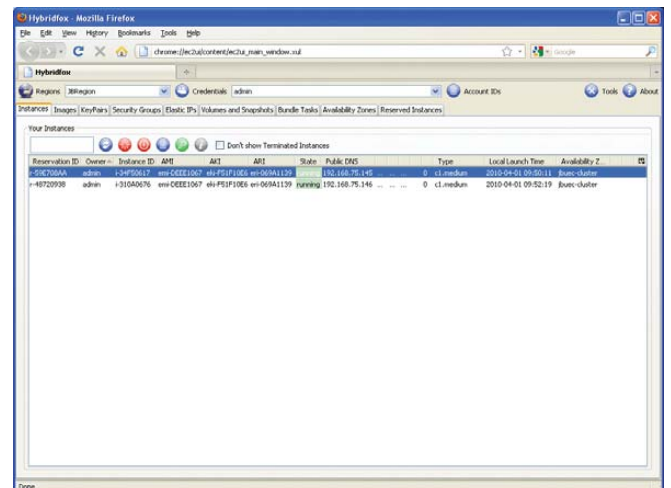 Hybridfox - Mozilla Firefox
File Edit View History Bookmarks Tools Help
chrome://ec2ui/content/ec2ui_main_window.xul
Google
Hybridfox
Regions JBRegion Credentials admin Account IDs Tools About
Instances Images KeyPairs Security Groups Elastic IPs Volumes and Snapshots Bundle Tasks Availability Zones Reserved Instances
Your Instances
Don't show Terminated Instances
Reservation ID Owner Instance ID AMI AKI ARI State Public DNS Type Local Launch Time Availability Z...
r-59E708AA admin i-34F50617 emi-DEEE1067 eki-F51F10E6 eri-069A1139 running 192.168.75.145 ... ... 0 c1.medium 2010-04-01 09:50:11 jbuec-cluster
r-48720938 admin i-310A0676 emi-DEEE1067 eki-F51F10E6 eri-069A1139 running 192.168.75.146 ... ... 0 c1.medium 2010-04-01 09:52:19 jbuec-cluster
Done